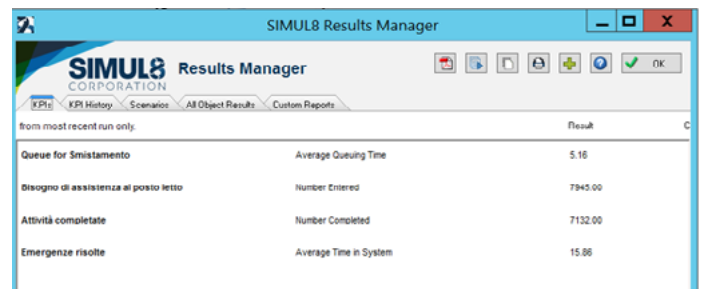 SIMUL8 Results Manager
SIMUL8 Results Manager
CORPORATION
OK
KPIs KPI History Scenarios All Object Results Custom Reports
from most recent run only. Result C
Queue for Smistamento Average Queuing Time 5.16
Bisogno di assistenza al posto letto Number Entered 7945.00
Attività completate Number Completed 7132.00
Emergenze risolte Average Time in System 15.86